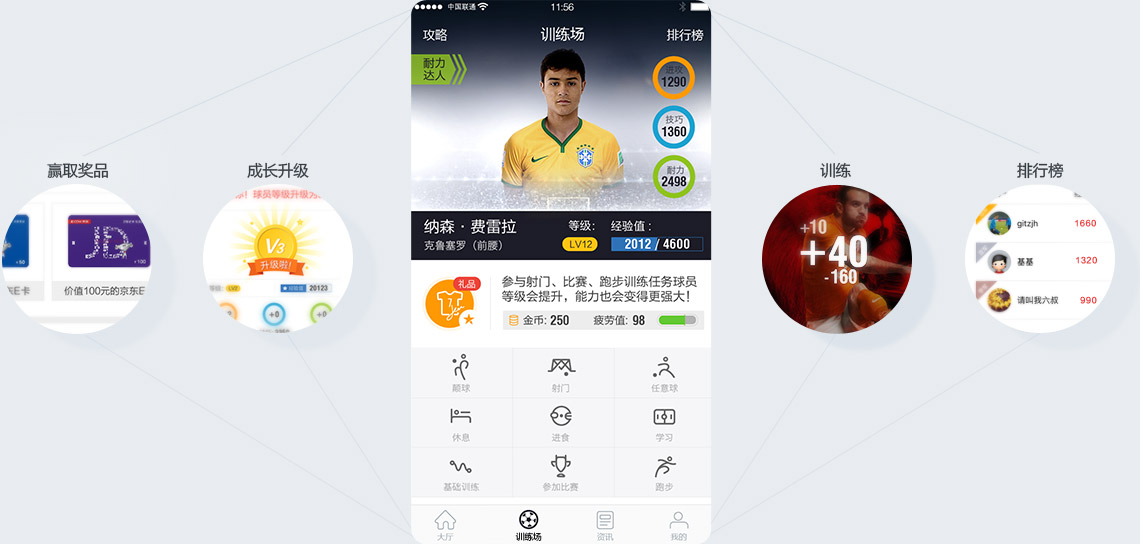 中国联通
11:56
攻略
训练场
排行榜
耐力
达人
进攻
1290
技巧
1360
耐力
2498
纳森 · 费雷拉
克鲁塞罗（前腰）
等级:
LV12
经验值 :
2012 / 4600
礼品
参与射门、比赛、跑步训练任务球员
等级会提升，能力也会变得更强大！
金币: 250
疲劳值: 98
颠球
射门
任意球
休息
进食
学习
基础训练
参加比赛
跑步
大厅
训练场
资讯
我的
赢取奖品
+50
×100
E卡
价值100元的京东E
成长升级
球员等级升级
V3
升级啦!
LV
20123
+0
+0
训练
+10
+40
-160
排行榜
gitzjh
1660
基基
1320
请叫我六叔
990